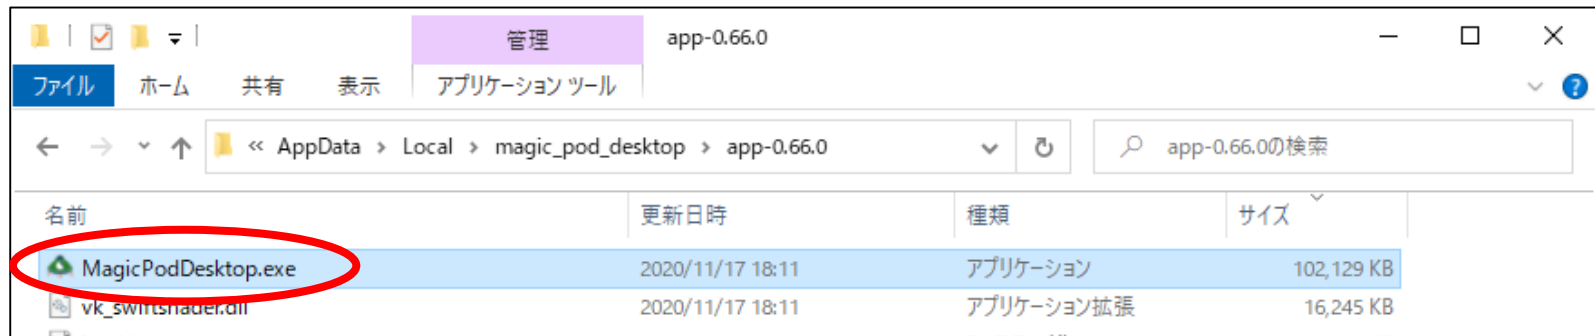 管理 app-0.66.0
ファイル ホーム 共有 表示 アプリケーション ツール
« AppData > Local > magic_pod_desktop > app-0.66.0 app-0.66.0の検索
名前 更新日時 種類 サイズ
MagicPodDesktop.exe 2020/11/17 18:11 アプリケーション 102,129 KB
vk_swiftshader.dll 2020/11/17 18:11 アプリケーション拡張 16,245 KB